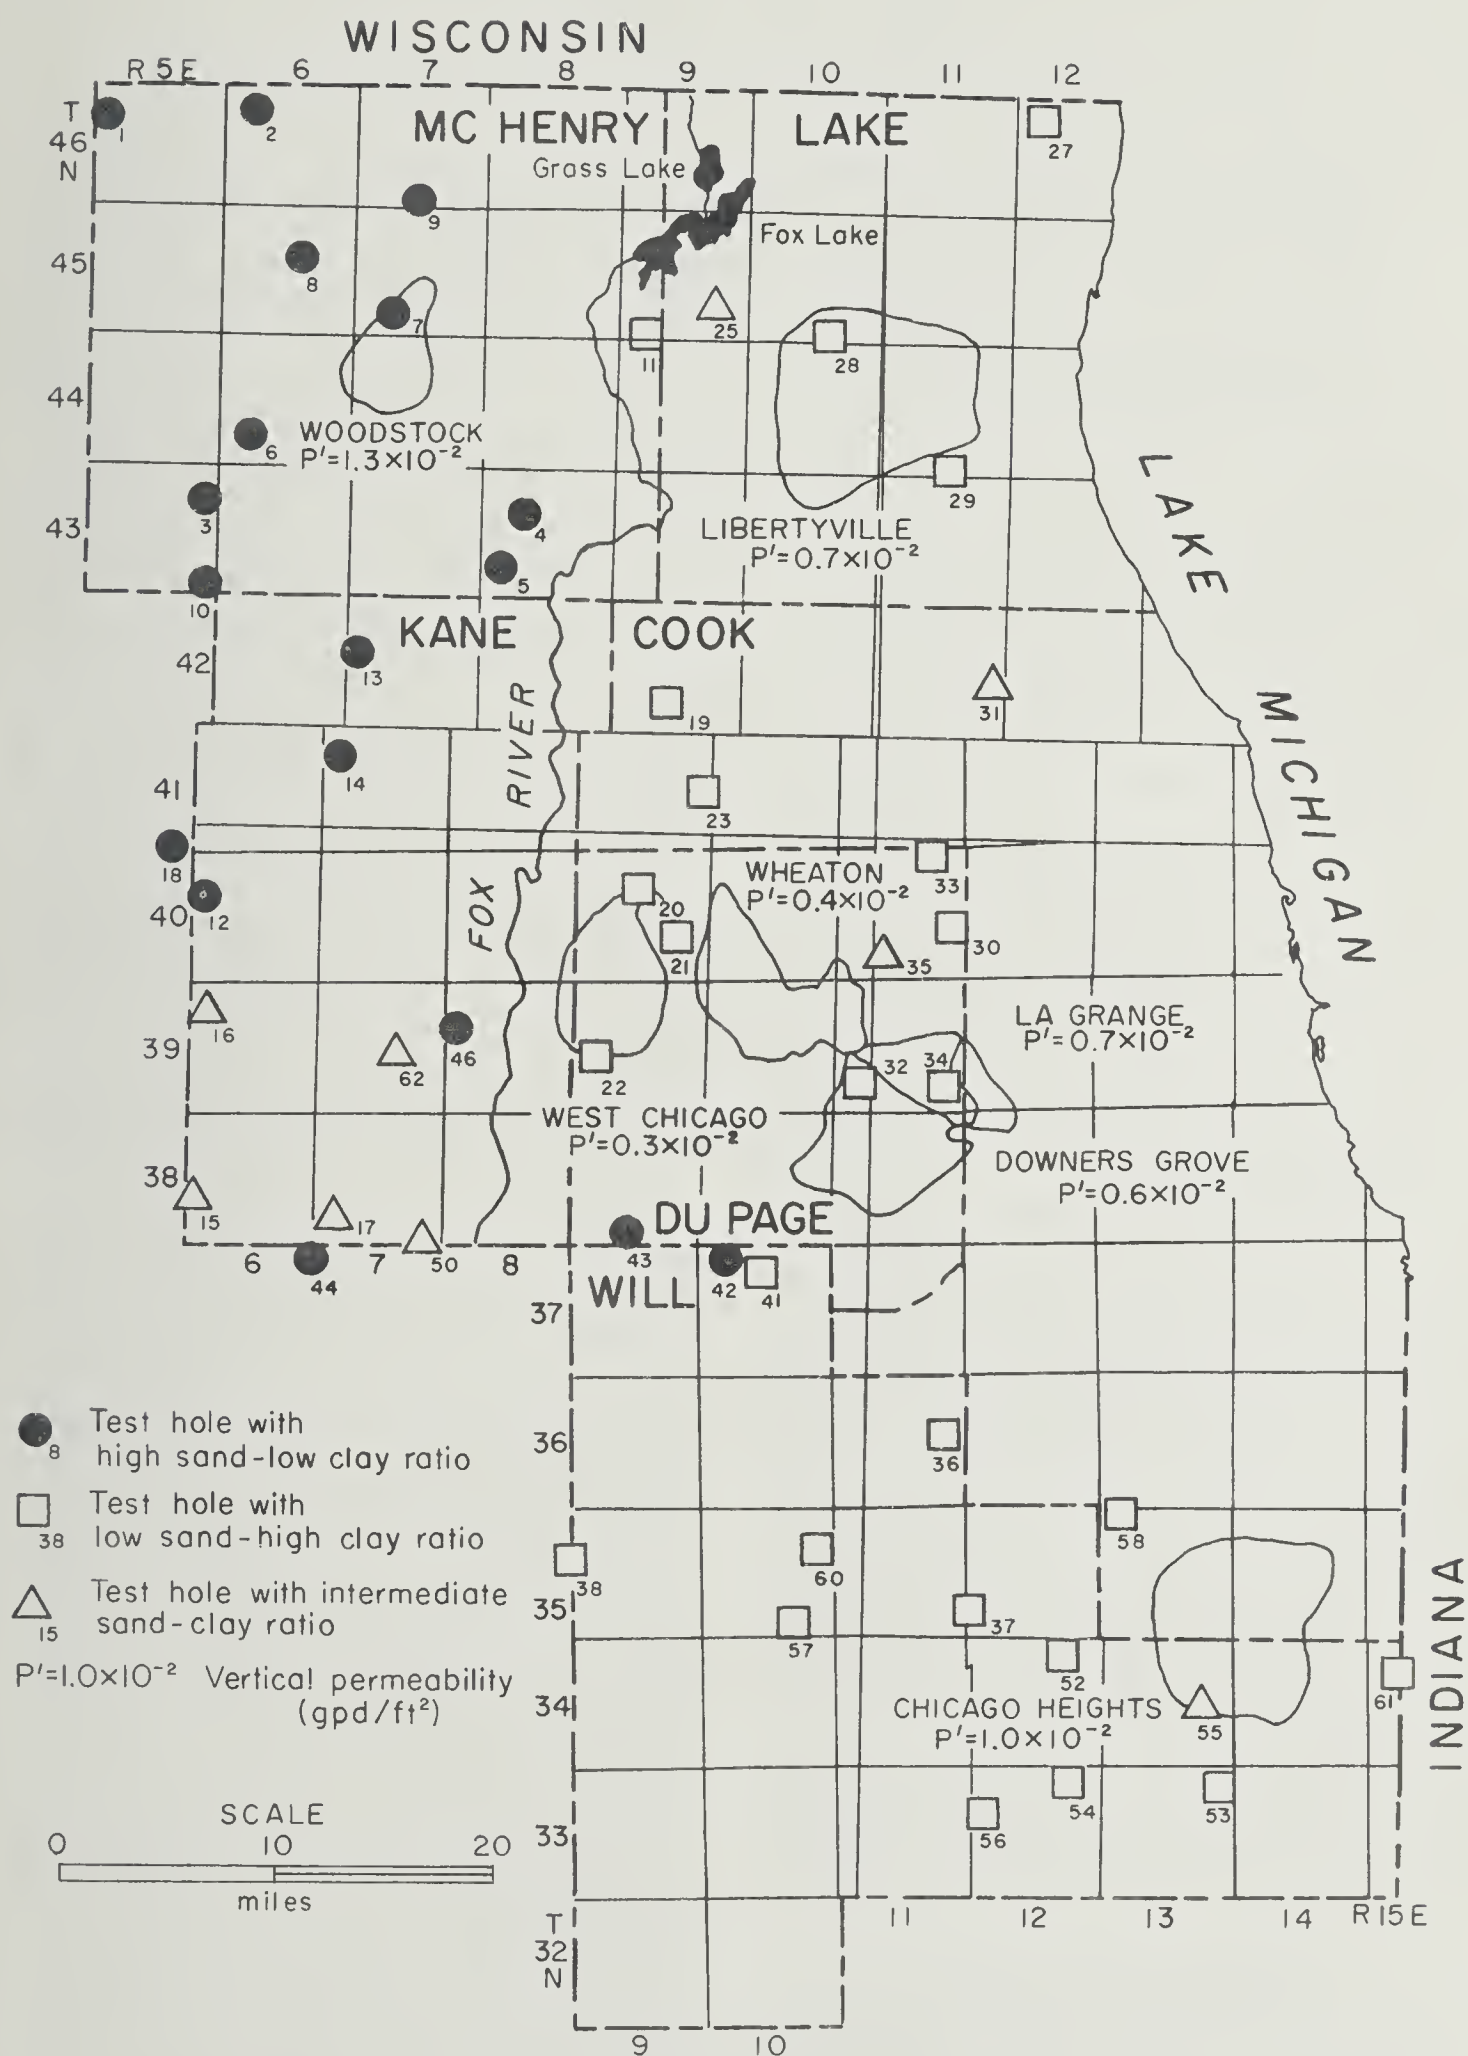 WISCONSIN
R 5 E 6 7 8 9 10 11 12
T
46
N
MC HENRY
LAKE
1
2
27
Grass Lake
9
Fox Lake
45
8
7
25
11
28
44
WOODSTOCK
P'=1.3×10⁻²
6
LAKE
29
3
4
43
LIBERTYVILLE
P'=0.7×10⁻²
5
10
KANE
COOK
42
13
MICHIGAN
31
19
RIVER
14
41
23
18
WHEATON
P'=0.4×10⁻²
33
20
40
12
FOX
21
35
30
16
LA GRANGE
P'=0.7×10⁻²
39
46
62
32
34
22
WEST CHICAGO
P'=0.3×10⁻²
DOWNERS GROVE
P'=0.6×10⁻²
38
15
17
DU PAGE
50
43
6 7 8
44
42
41
WILL
37
Test hole with
8 high sand-low clay ratio
36
36
Test hole with
38 low sand-high clay ratio
58
60
38
INDIANA
Test hole with intermediate
15 sand-clay ratio
35
37
57
52
P'=1.0×10⁻² Vertical permeability
(gpd/ft²)
34
CHICAGO HEIGHTS
P'=1.0×10⁻²
55
61
54
53
56
SCALE
0 10 20
miles
33
11 12 13 14 R 15 E
T
32
N
9 10